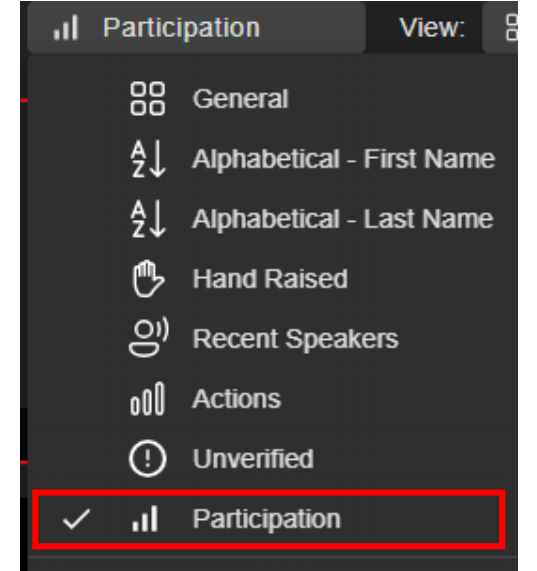 Participation View:
General
Alphabetical - First Name
Alphabetical - Last Name
Hand Raised
Recent Speakers
Actions
Unverified
Participation